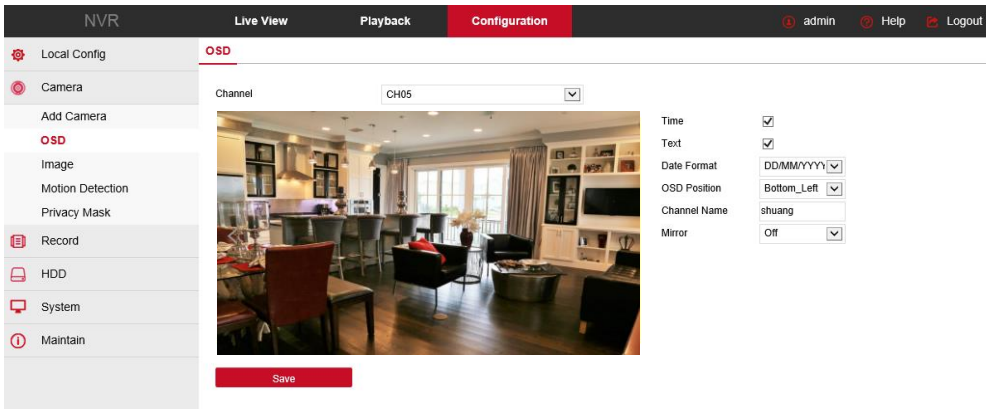 NVR Live View Playback Configuration admin Help Logout
Local Config
Camera
Add Camera
OSD
Image
Motion Detection
Privacy Mask
Record
HDD
System
Maintain
OSD
Channel CH05
Time
Text
Date Format DD/MM/YYYY
OSD Position Bottom_Left
Channel Name shuang
Mirror Off
Save